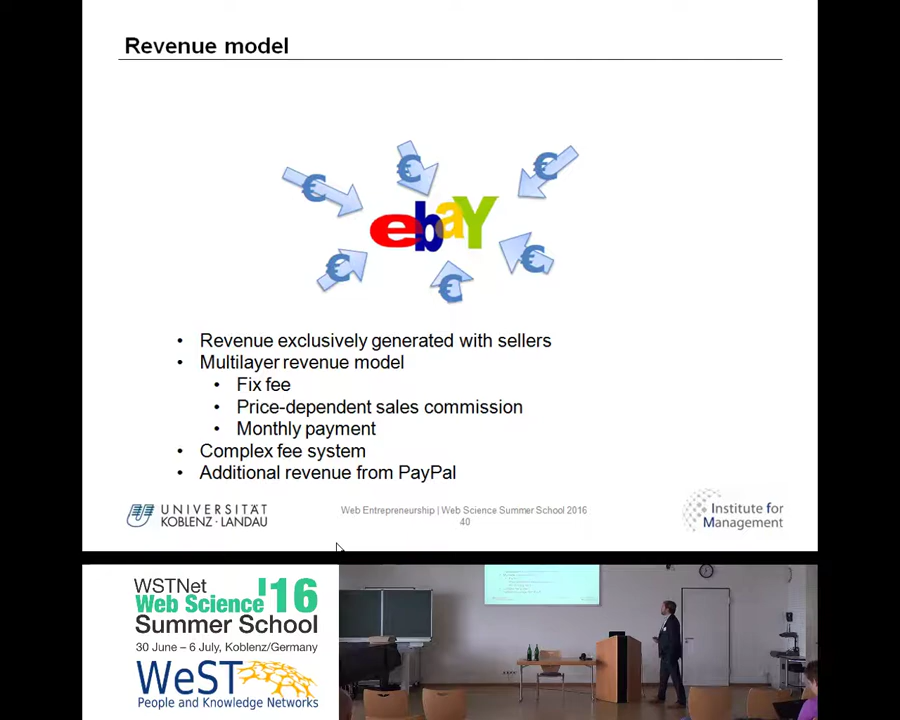 Revenue model
€
€
€
ebaY
€
€
€
• Revenue exclusively generated with sellers
• Multilayer revenue model
• Fix fee
• Price-dependent sales commission
• Monthly payment
• Complex fee system
• Additional revenue from PayPal
UNIVERSITÄT
KOBLENZ · LANDAU
Web Entrepreneurship | Web Science Summer School 2016
40
Institute for
Management
WSTNet
Web Science '16
Summer School
30 June – 6 July, Koblenz/Germany
WeST
People and Knowledge Networks